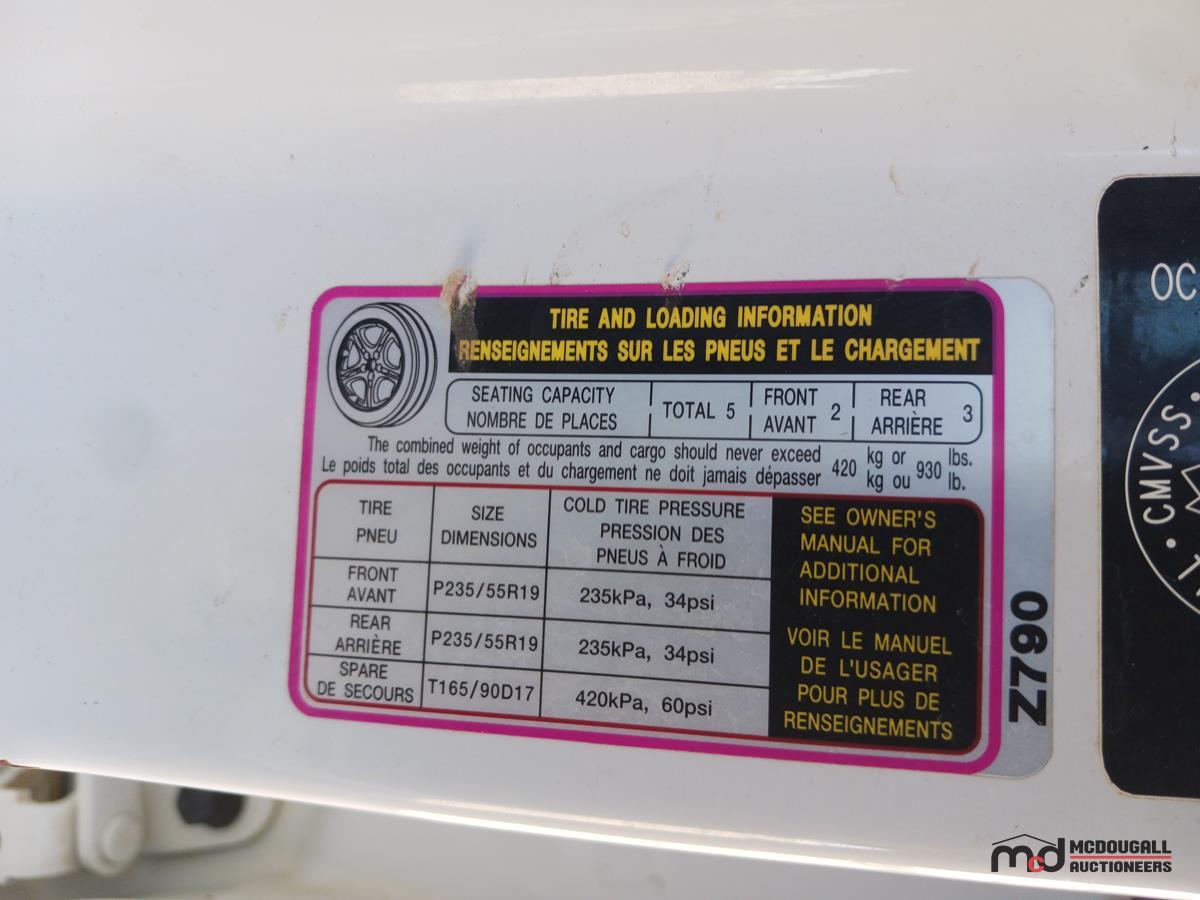 TIRE AND LOADING INFORMATION
RENSEIGNEMENTS SUR LES PNEUS ET LE CHARGEMENT
SEATING CAPACITY
NOMBRE DE PLACES
TOTAL 5
FRONT
AVANT
2
REAR
ARRIÈRE
3
The combined weight of occupants and cargo should never exceed 420 kg or 930 lbs.
Le poids total des occupants et du chargement ne doit jamais dépasser kg ou lb.
TIRE
PNEU
SIZE
DIMENSIONS
COLD TIRE PRESSURE
PRESSION DES
PNEUS À FROID
FRONT
AVANT
P235/55R19
235kPa, 34psi
REAR
ARRIÈRE
P235/55R19
235kPa, 34psi
SPARE
DE SECOURS
T165/90D17
420kPa, 60psi
SEE OWNER'S
MANUAL FOR
ADDITIONAL
INFORMATION
VOIR LE MANUEL
DE L'USAGER
POUR PLUS DE
RENSEIGNEMENTS
Z790
OC
CMVSS
mcd MCDOUGALL
AUCTIONEERS